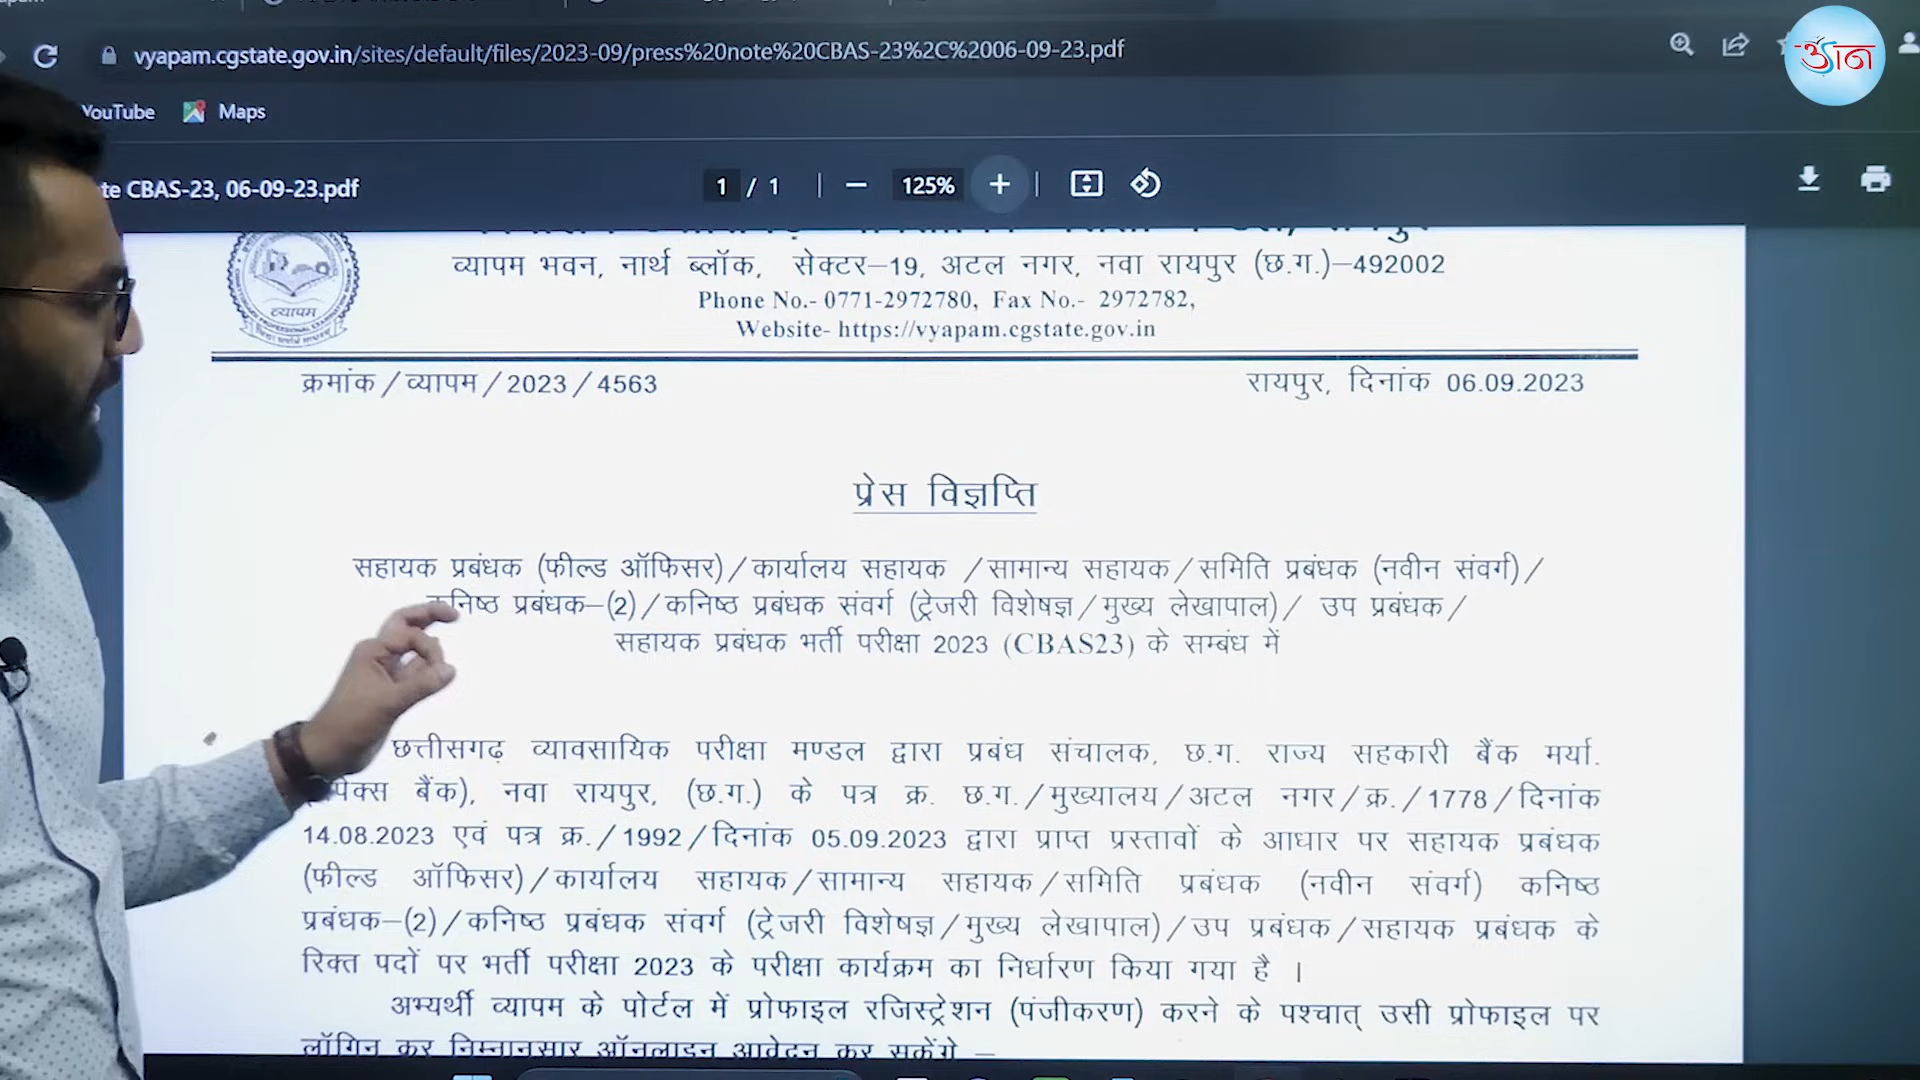 vyapam.cgstate.gov.in/sites/default/files/2023-09/press%20note%20CBAS-23%2C%2006-09-23.pdf
ज्ञान
YouTube Maps
te CBAS-23, 06-09-23.pdf
1 / 1
125%
व्यापम भवन, नार्थ ब्लॉक, सेक्टर–19, अटल नगर, नवा रायपुर (छ.ग.)–492002
व्यापम
Phone No.- 0771-2972780, Fax No.- 2972782,
Website- https://vyapam.cgstate.gov.in
क्रमांक/व्यापम/2023/4563
रायपुर, दिनांक 06.09.2023
प्रेस विज्ञप्ति
सहायक प्रबंधक (फील्ड ऑफिसर)/कार्यालय सहायक /सामान्य सहायक/समिति प्रबंधक (नवीन संवर्ग)/
कनिष्ठ प्रबंधक–(2)/कनिष्ठ प्रबंधक संवर्ग (ट्रेजरी विशेषज्ञ/मुख्य लेखापाल)/ उप प्रबंधक/
सहायक प्रबंधक भर्ती परीक्षा 2023 (CBAS23) के सम्बंध में
छत्तीसगढ़ व्यावसायिक परीक्षा मण्डल द्वारा प्रबंध संचालक, छ.ग. राज्य सहकारी बैंक मर्या.
पेक्स बैंक), नवा रायपुर, (छ.ग.) के पत्र क्र. छ.ग./मुख्यालय/अटल नगर/क्र./1778/दिनांक
14.08.2023 एवं पत्र क्र./1992/दिनांक 05.09.2023 द्वारा प्राप्त प्रस्तावों के आधार पर सहायक प्रबंधक
(फील्ड ऑफिसर)/कार्यालय सहायक/सामान्य सहायक/समिति प्रबंधक (नवीन संवर्ग) कनिष्ठ
प्रबंधक–(2)/कनिष्ठ प्रबंधक संवर्ग (ट्रेजरी विशेषज्ञ/मुख्य लेखापाल)/उप प्रबंधक/सहायक प्रबंधक के
रिक्त पदों पर भर्ती परीक्षा 2023 के परीक्षा कार्यक्रम का निर्धारण किया गया है ।
अभ्यर्थी व्यापम के पोर्टल में प्रोफाइल रजिस्ट्रेशन (पंजीकरण) करने के पश्चात् उसी प्रोफाइल पर
लॉगिन कर निम्नानुसार ऑनलाइन आवेदन कर सकेंगे –